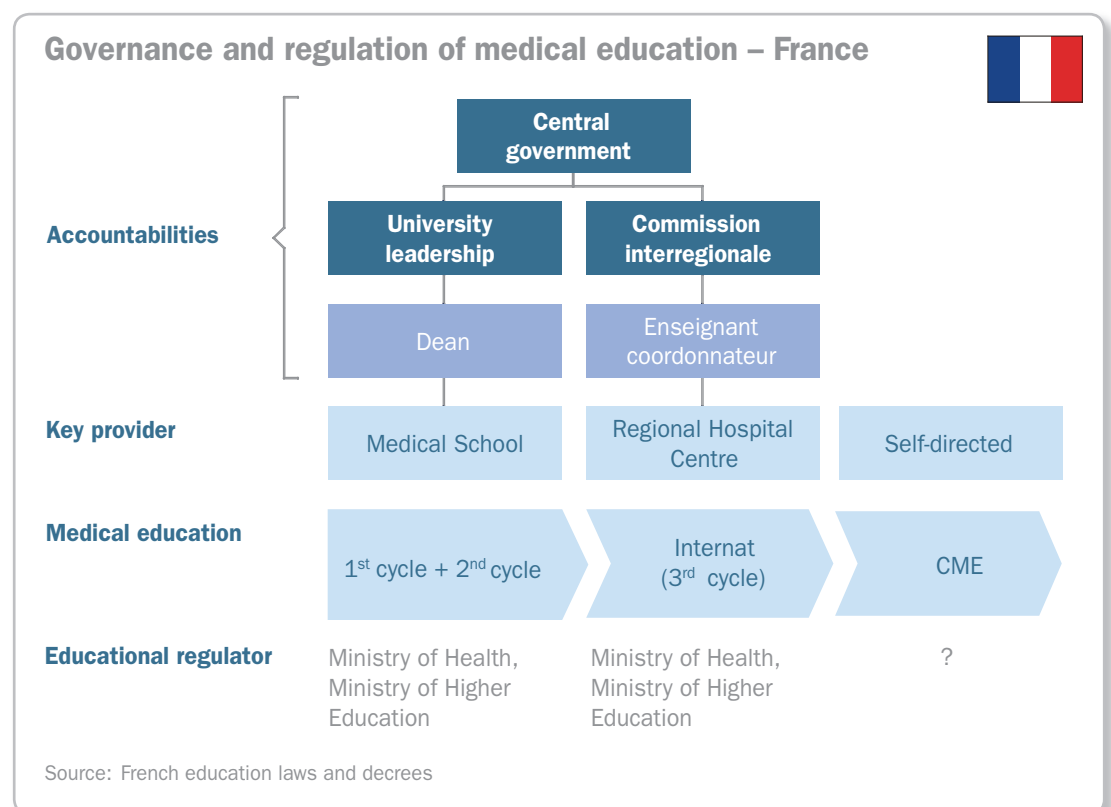 Governance and regulation of medical education – France
Central
government
Accountabilities
University
leadership
Commission
interregionale
Dean
Enseignant
coordonnateur
Key provider
Medical School
Regional Hospital
Centre
Self-directed
Medical education
1st cycle + 2nd cycle
Internat
(3rd cycle)
CME
Educational regulator
Ministry of Health,
Ministry of Higher
Education
Ministry of Health,
Ministry of Higher
Education
?
Source: French education laws and decrees